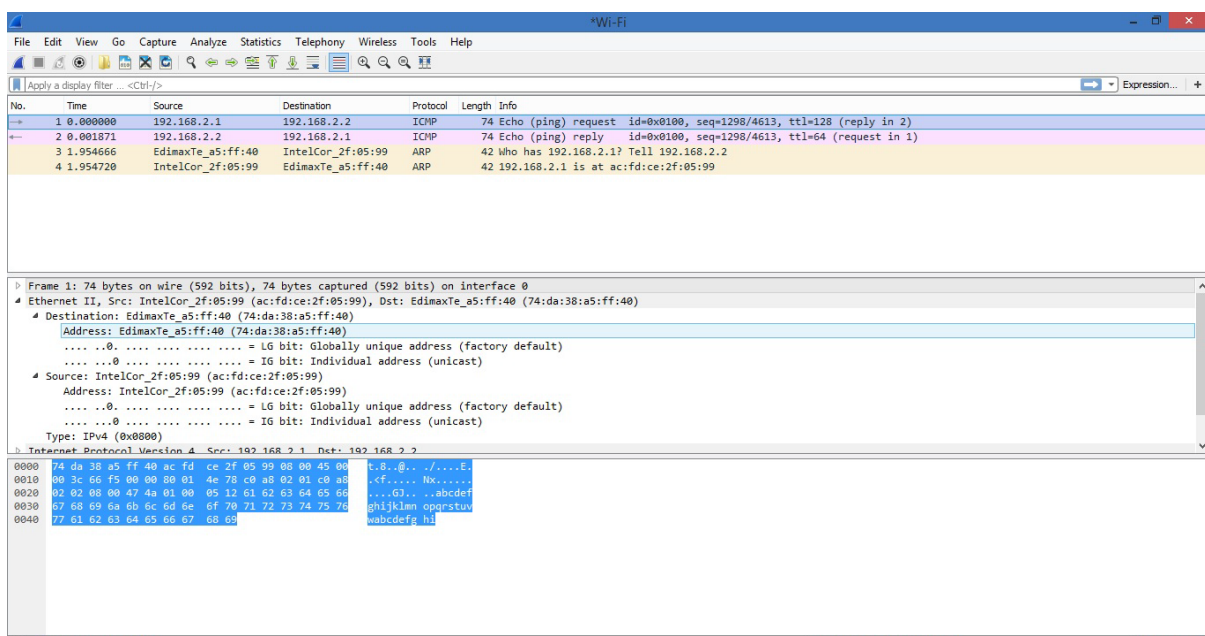 *Wi-Fi
File Edit View Go Capture Analyze Statistics Telephony Wireless Tools Help
Apply a display filter ... <Ctrl-/> Expression... +
No. Time Source Destination Protocol Length Info
1 0.000000 192.168.2.1 192.168.2.2 ICMP 74 Echo (ping) request id=0x0100, seq=1298/4613, ttl=128 (reply in 2)
2 0.001871 192.168.2.2 192.168.2.1 ICMP 74 Echo (ping) reply id=0x0100, seq=1298/4613, ttl=64 (request in 1)
3 1.954666 EdimaxTe_a5:ff:40 IntelCor_2f:05:99 ARP 42 Who has 192.168.2.1? Tell 192.168.2.2
4 1.954720 IntelCor_2f:05:99 EdimaxTe_a5:ff:40 ARP 42 192.168.2.1 is at ac:fd:ce:2f:05:99
Frame 1: 74 bytes on wire (592 bits), 74 bytes captured (592 bits) on interface 0
Ethernet II, Src: IntelCor_2f:05:99 (ac:fd:ce:2f:05:99), Dst: EdimaxTe_a5:ff:40 (74:da:38:a5:ff:40)
Destination: EdimaxTe_a5:ff:40 (74:da:38:a5:ff:40)
Address: EdimaxTe_a5:ff:40 (74:da:38:a5:ff:40)
.... ..0. .... .... .... .... = LG bit: Globally unique address (factory default)
.... ...0 .... .... .... .... = IG bit: Individual address (unicast)
Source: IntelCor_2f:05:99 (ac:fd:ce:2f:05:99)
Address: IntelCor_2f:05:99 (ac:fd:ce:2f:05:99)
.... ..0. .... .... .... .... = LG bit: Globally unique address (factory default)
.... ...0 .... .... .... .... = IG bit: Individual address (unicast)
Type: IPv4 (0x0800)
Internet Protocol Version 4, Src: 192.168.2.1, Dst: 192.168.2.2
0000 74 da 38 a5 ff 40 ac fd ce 2f 05 99 08 00 45 00 t.8..@.. ./....E.
0010 00 3c 66 f5 00 00 80 01 4e 78 c0 a8 02 01 c0 a8 .<f..... Nx......
0020 02 02 08 00 47 4a 01 00 05 12 61 62 63 64 65 66 ....GJ.. ..abcdef
0030 67 68 69 6a 6b 6c 6d 6e 6f 70 71 72 73 74 75 76 ghijklmn opqrstuv
0040 77 61 62 63 64 65 66 67 68 69 wabcdefg hi